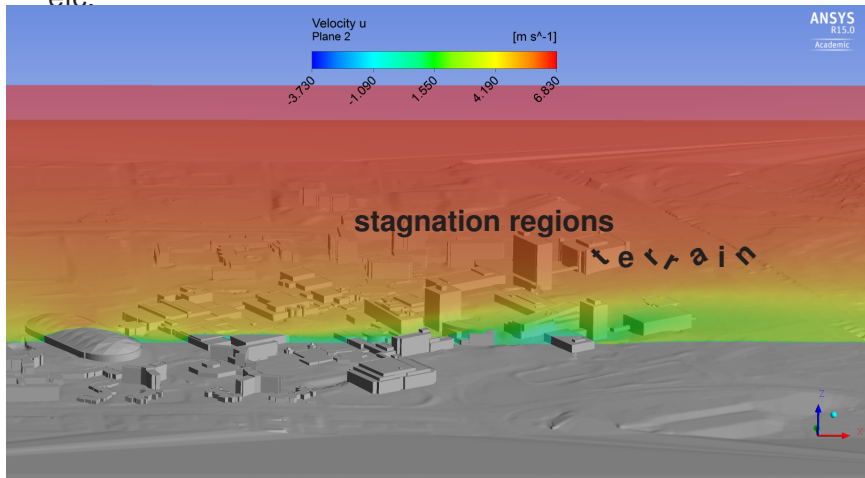 etc.
Velocity u
Plane 2
[m s^-1]
-3.730
-1.090
1.550
4.190
6.830
ANSYS
R15.0
Academic
stagnation regions
terrain
Z
X